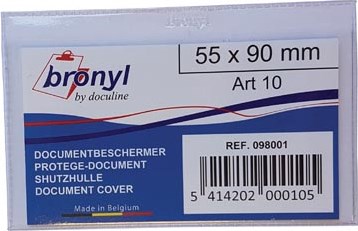 bronyl
by doculine
55 x 90 mm
Art 10
DOCUMENTBESCHERMER
PROTEGE-DOCUMENT
SHUTZHULLE
DOCUMENT COVER
Made in Belgium
REF. 098001
5 414202 000105